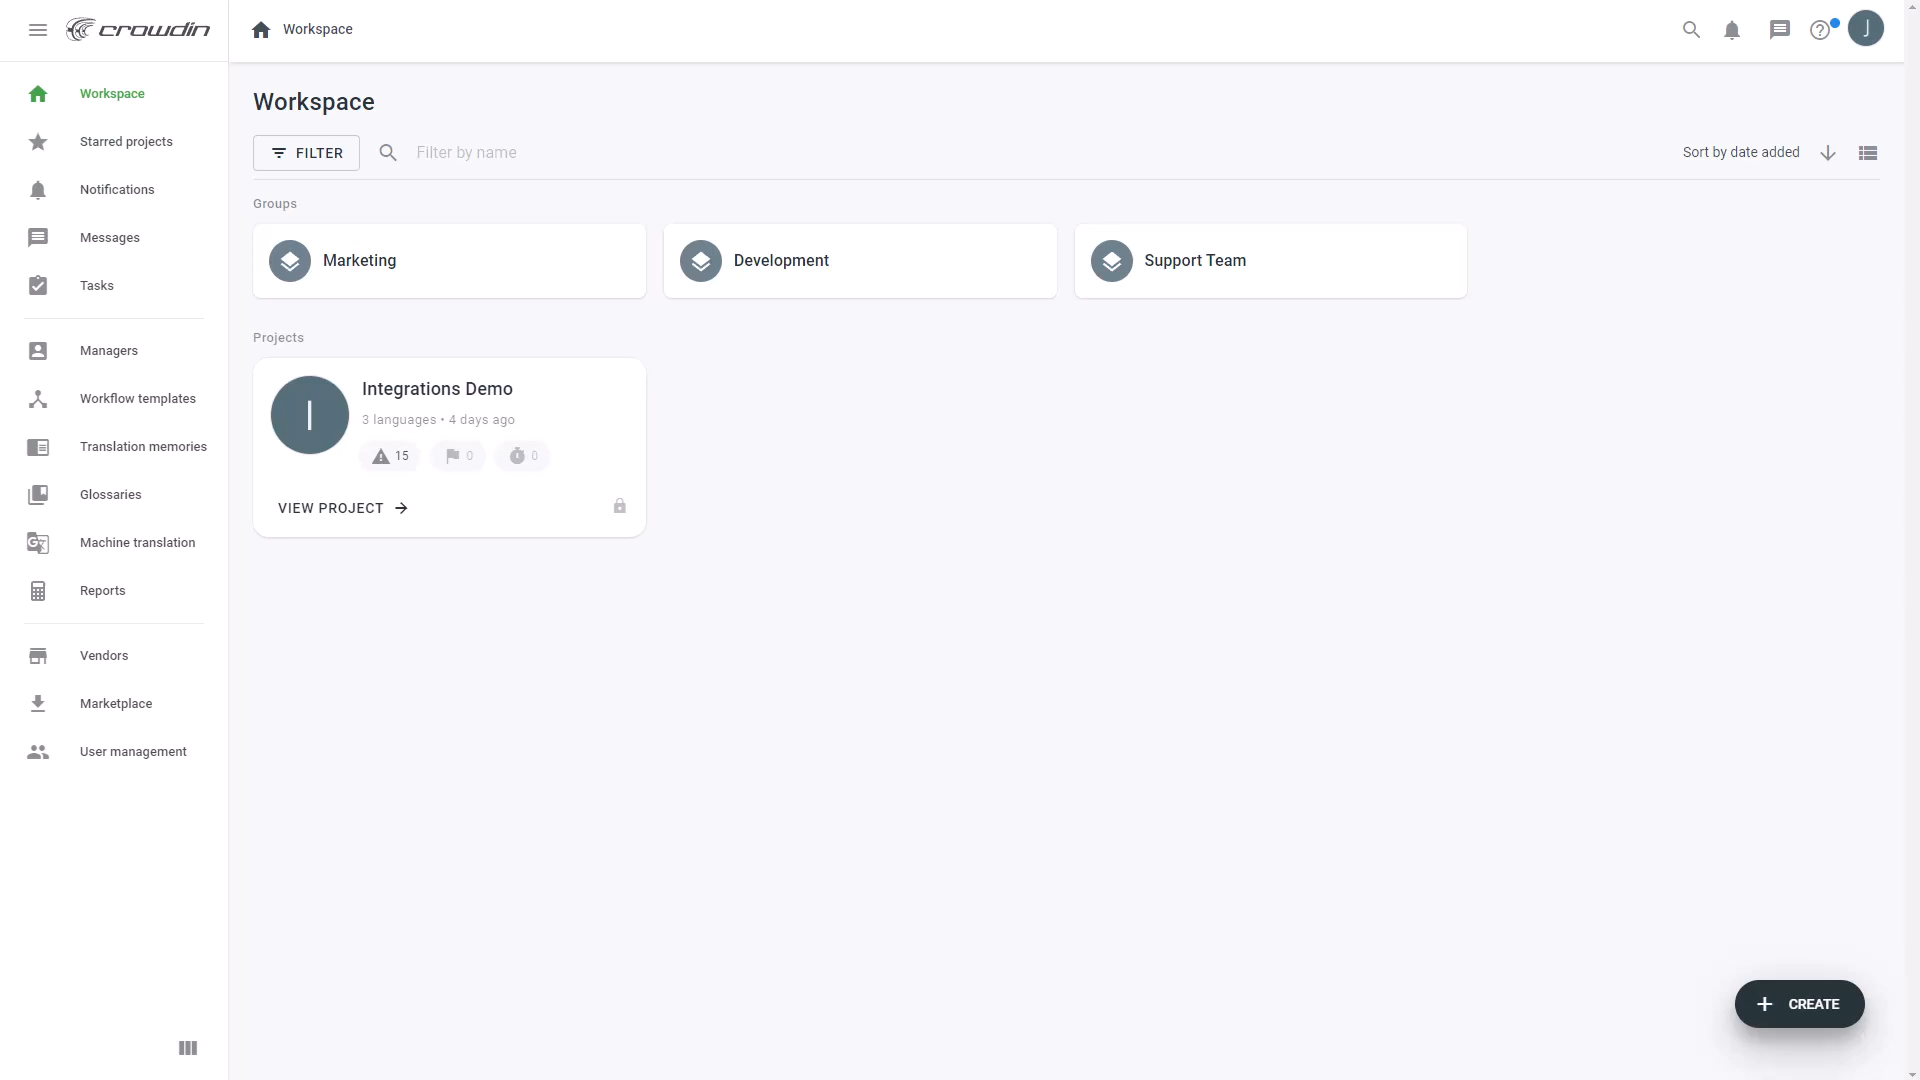 crowdin
Workspace
J
Workspace
Starred projects
Notifications
Messages
Tasks
Managers
Workflow templates
Translation memories
Glossaries
Machine translation
Reports
Vendors
Marketplace
User management
Workspace
FILTER
Filter by name
Sort by date added
Groups
Marketing
Development
Support Team
Projects
I
Integrations Demo
3 languages • 4 days ago
15
0
0
VIEW PROJECT
CREATE